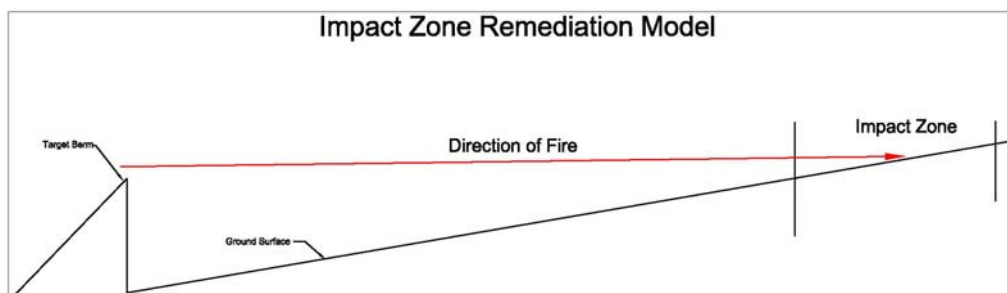 Impact Zone Remediation Model
Impact Zone
Target Berm
Direction of Fire
Ground Surface